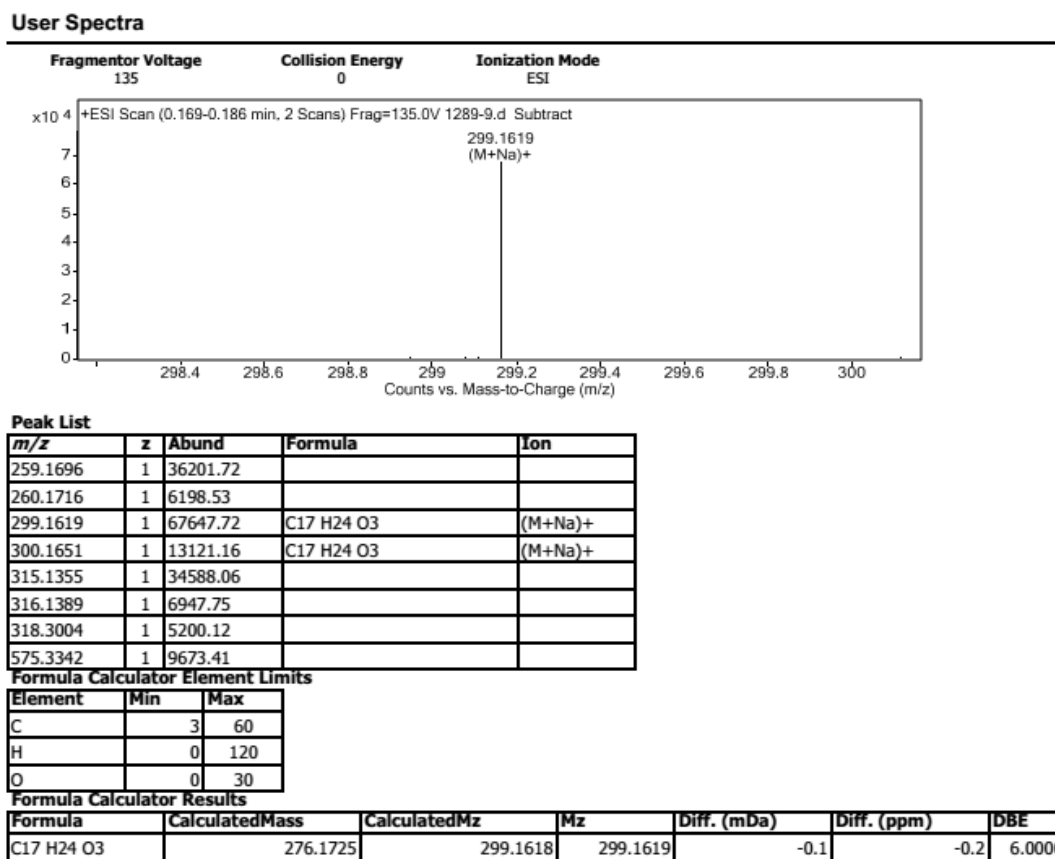 User Spectra
Fragmentor Voltage Collision Energy Ionization Mode
135 0 ESI
x10 4 +ESI Scan (0.169-0.186 min, 2 Scans) Frag=135.0V 1289-9.d Subtract
299.1619
(M+Na)+
7
6
5
4
3
2
1
0
298.4 298.6 298.8 299 299.2 299.4 299.6 299.8 300
Counts vs. Mass-to-Charge (m/z)
Peak List
m/z z Abund Formula Ion
259.1696 1 36201.72
260.1716 1 6198.53
299.1619 1 67647.72 C17 H24 O3 (M+Na)+
300.1651 1 13121.16 C17 H24 O3 (M+Na)+
315.1355 1 34588.06
316.1389 1 6947.75
318.3004 1 5200.12
575.3342 1 9673.41
Formula Calculator Element Limits
Element Min Max
C 3 60
H 0 120
O 0 30
Formula Calculator Results
Formula CalculatedMass CalculatedMz Mz Diff. (mDa) Diff. (ppm) DBE
C17 H24 O3 276.1725 299.1618 299.1619 -0.1 -0.2 6.0000